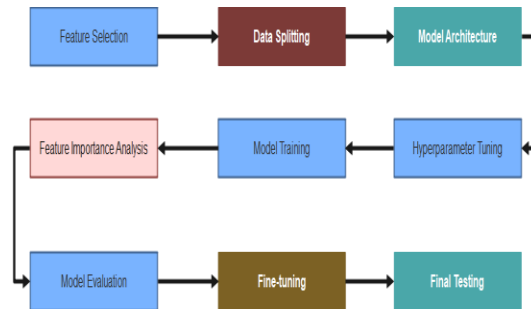 Feature Selection
Data Splitting
Model Architecture
Feature Importance Analysis
Model Training
Hyperparameter Tuning
Model Evaluation
Fine-tuning
Final Testing